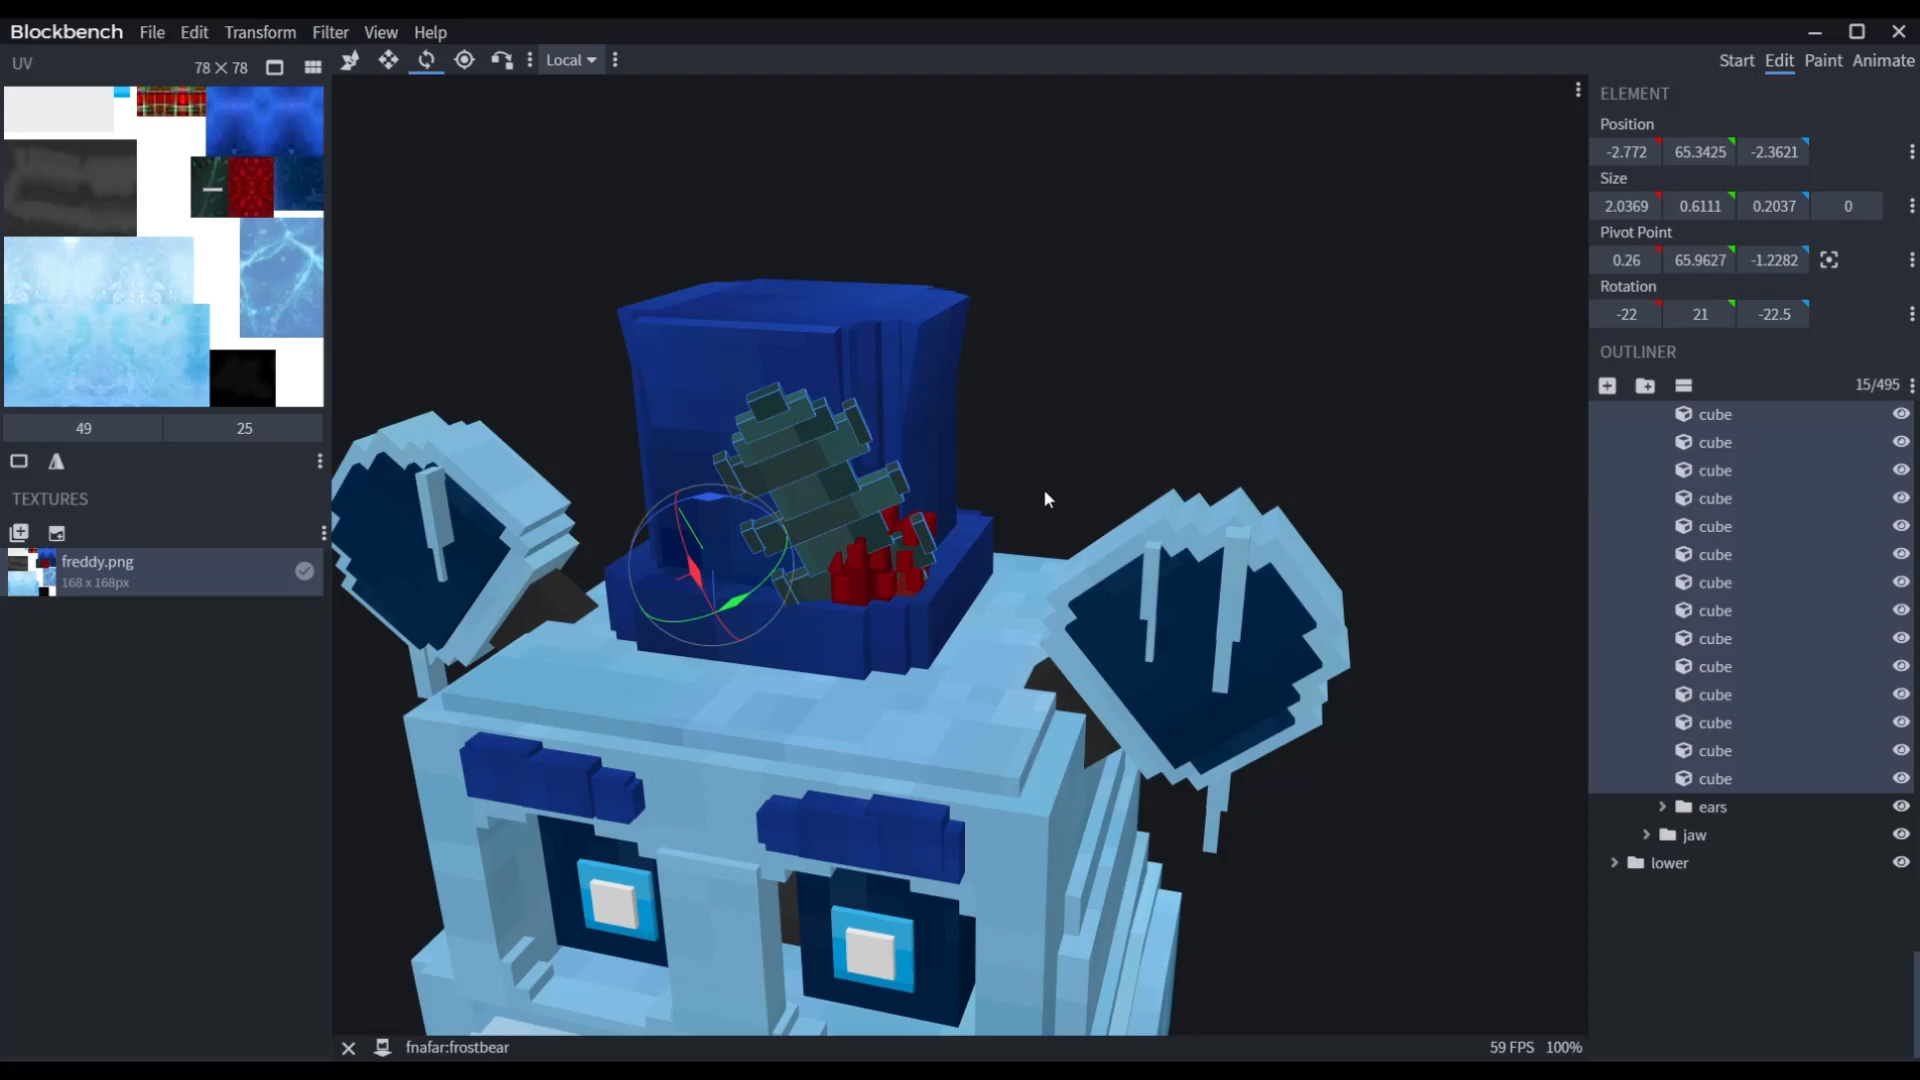 Blockbench File Edit Transform Filter View Help
UV 78 × 78 Local Start Edit Paint Animate
ELEMENT
Position
-2.772 65.3425 -2.3621
Size
2.0369 0.6111 0.2037 0
Pivot Point
0.26 65.9627 -1.2282
Rotation
-22 21 -22.5
OUTLINER
15/495
cube
cube
cube
cube
cube
cube
cube
cube
cube
cube
cube
cube
cube
cube
ears
jaw
lower
49 25
TEXTURES
freddy.png
168 x 168px
fnafar:frostbear 59 FPS 100%